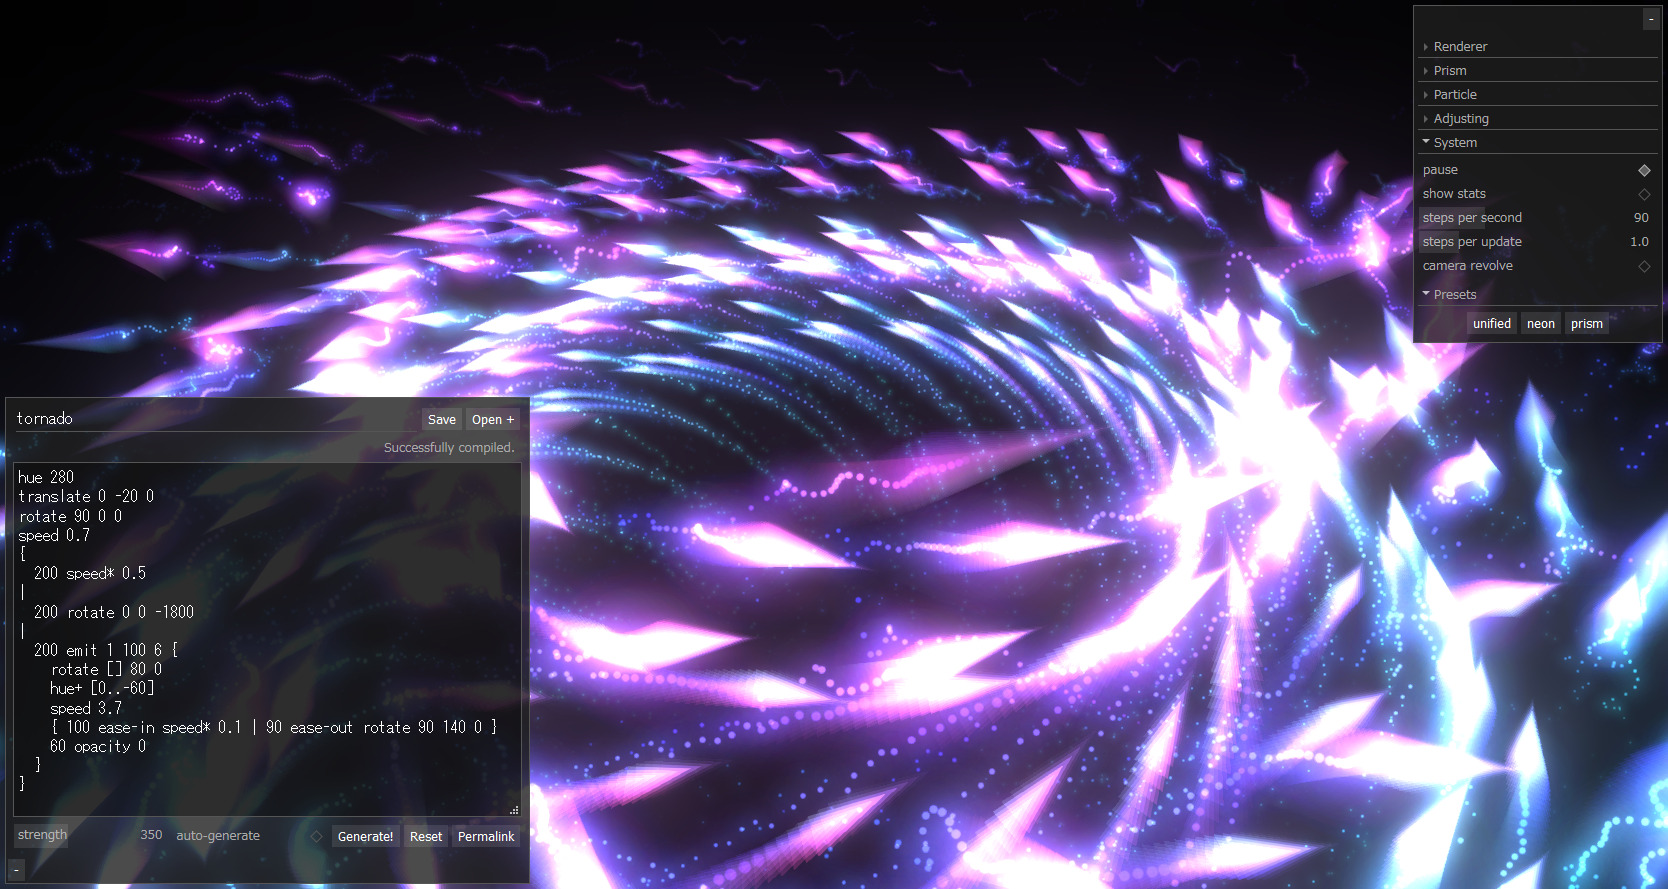 tornado
Save
Open +
Successfully compiled.
hue 280
translate 0 -20 0
rotate 90 0 0
speed 0.7
[
200 speed* 0.5
|
200 rotate 0 0 -1800
|
200 emit 1 100 6 {
rotate [] 80 0
hue+ [0..-60]
speed 3.7
[ 100 ease-in speed* 0.1 | 90 ease-out rotate 90 140 0 ]
60 opacity 0
}
]
strength 350
auto-generate
Generate!
Reset
Permalink
-
-
Renderer
Prism
Particle
Adjusting
System
pause
show stats
steps per second 90
steps per update 1.0
camera revolve
Presets
unified
neon
prism